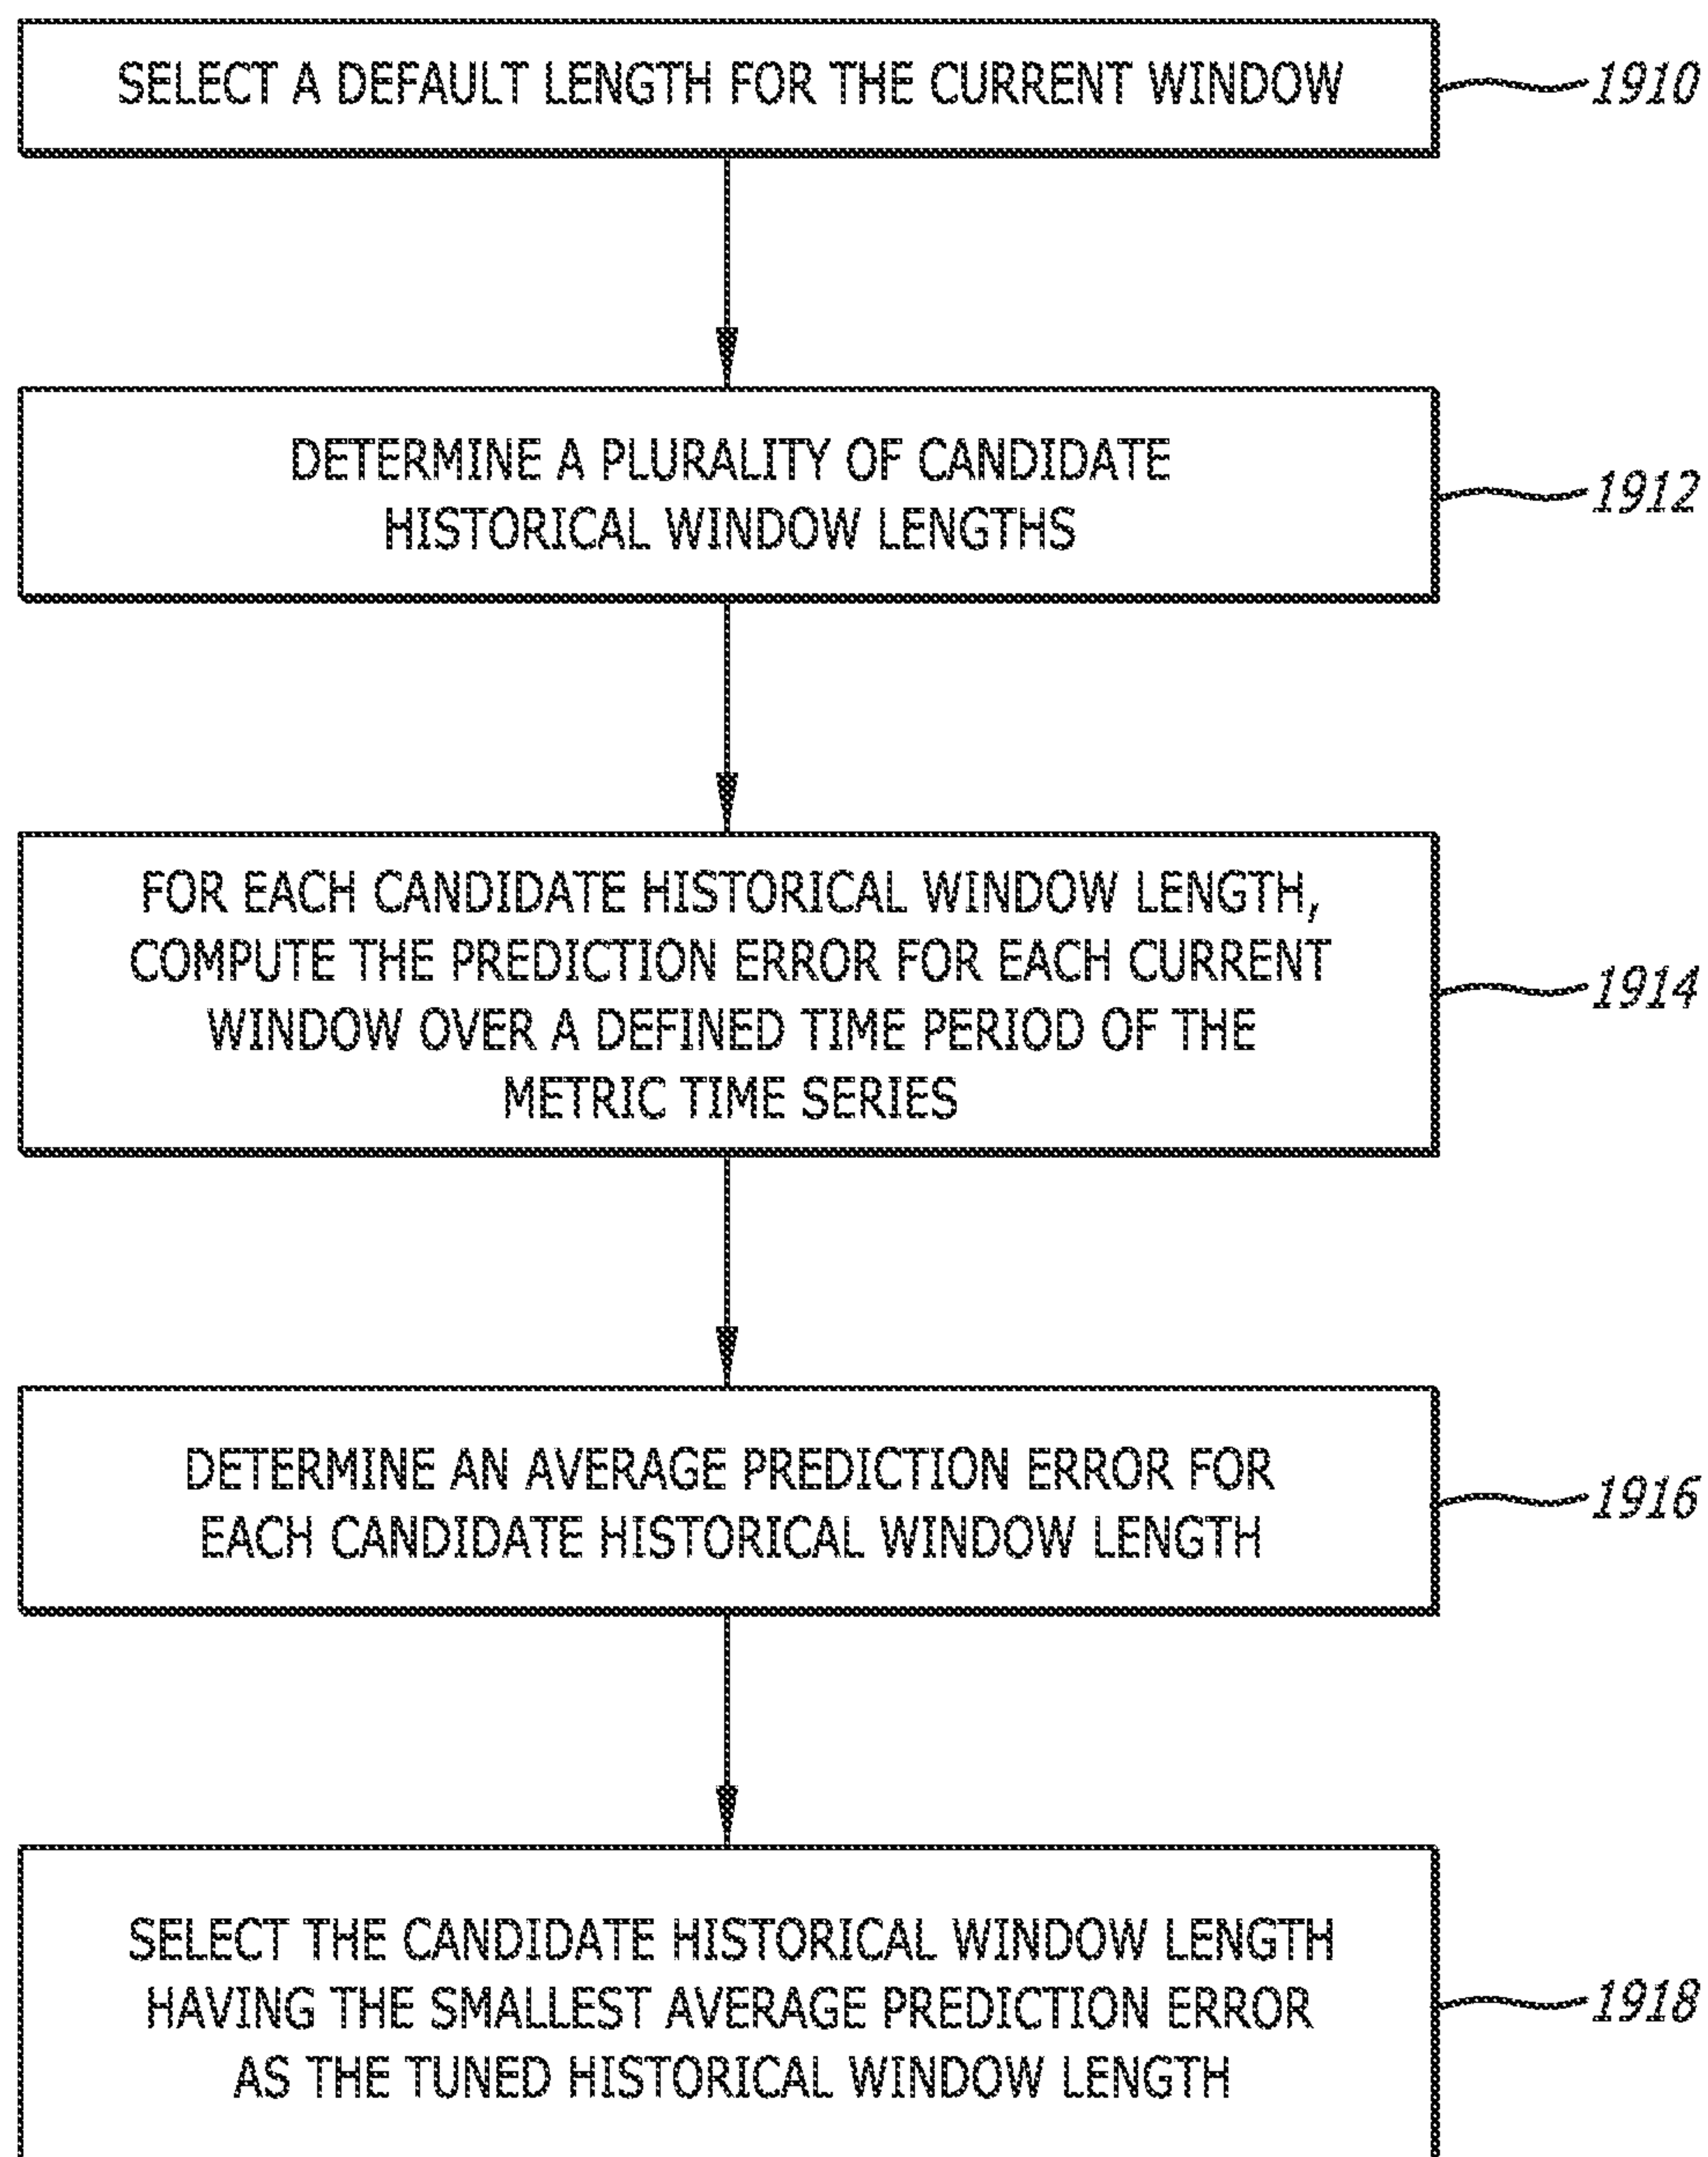 SELECT A DEFAULT LENGTH FOR THE CURRENT WINDOW
1910
DETERMINE A PLURALITY OF CANDIDATE
HISTORICAL WINDOW LENGTHS
1912
FOR EACH CANDIDATE HISTORICAL WINDOW LENGTH,
COMPUTE THE PREDICTION ERROR FOR EACH CURRENT
WINDOW OVER A DEFINED TIME PERIOD OF THE
METRIC TIME SERIES
1914
DETERMINE AN AVERAGE PREDICTION ERROR FOR
EACH CANDIDATE HISTORICAL WINDOW LENGTH
1916
SELECT THE CANDIDATE HISTORICAL WINDOW LENGTH
HAVING THE SMALLEST AVERAGE PREDICTION ERROR
AS THE TUNED HISTORICAL WINDOW LENGTH
1918